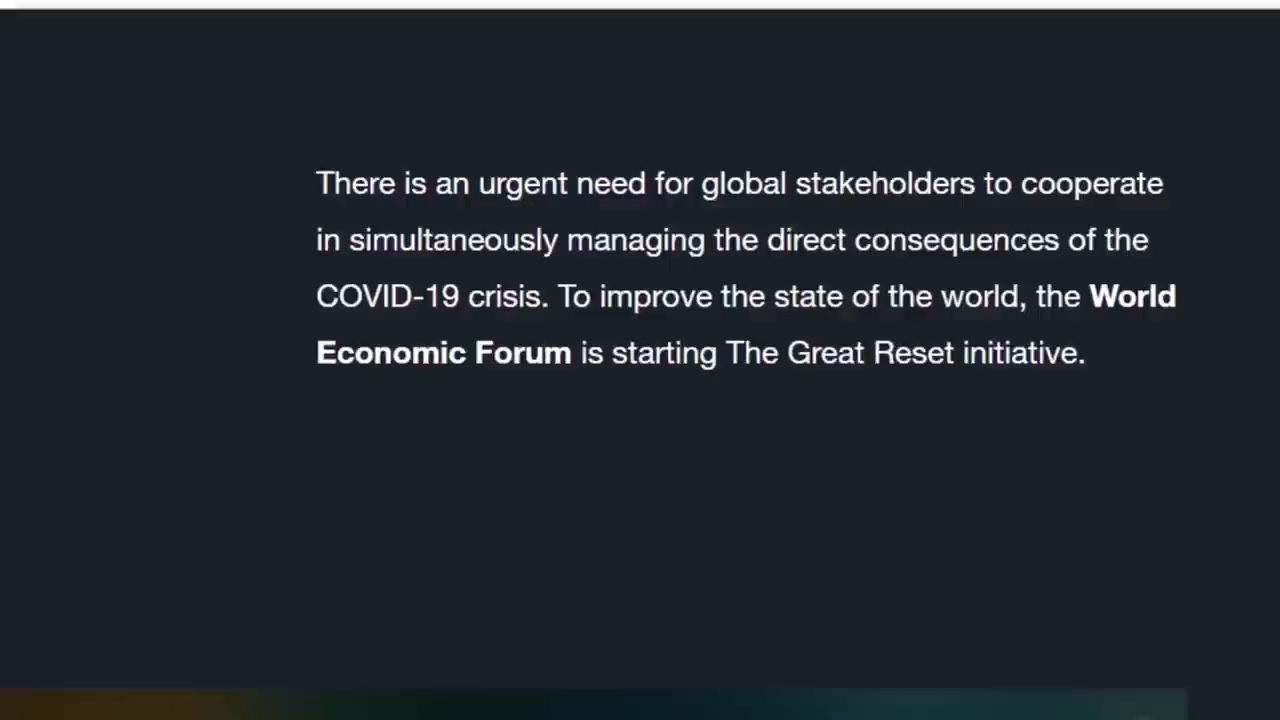 There is an urgent need for global stakeholders to cooperate
in simultaneously managing the direct consequences of the
COVID-19 crisis. To improve the state of the world, the World
Economic Forum is starting The Great Reset initiative.